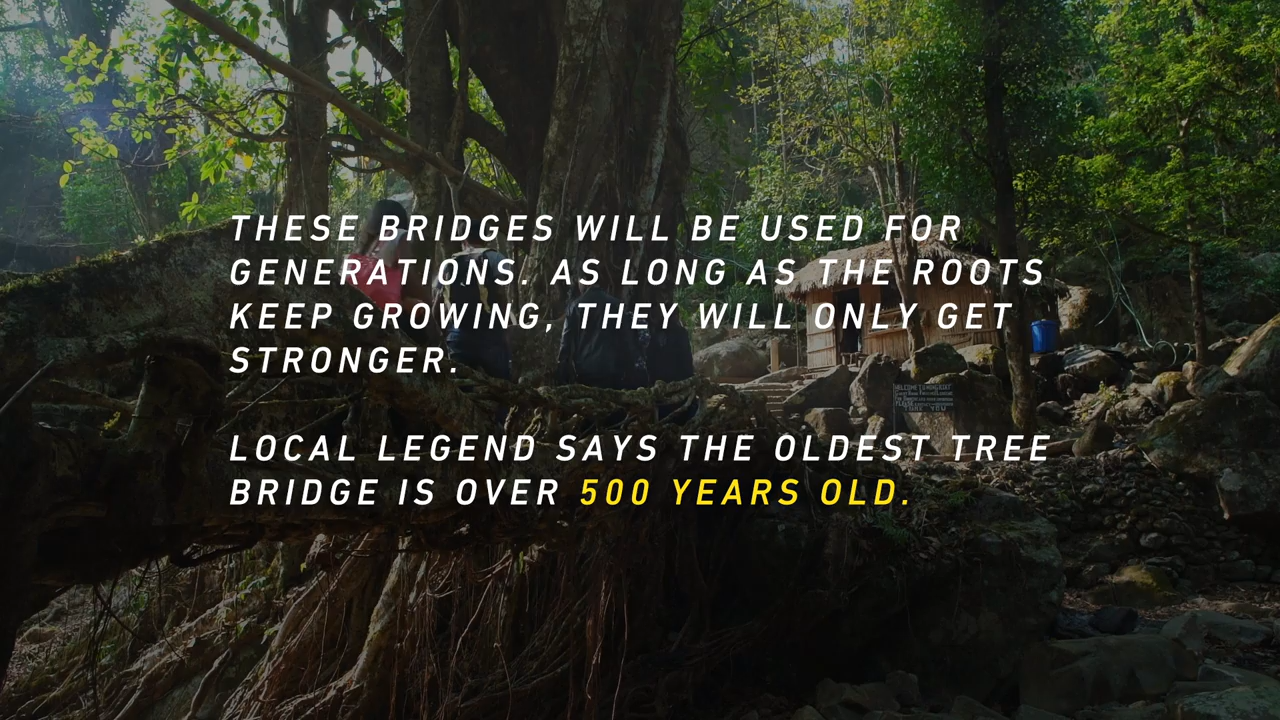 THESE BRIDGES WILL BE USED FOR
GENERATIONS. AS LONG AS THE ROOTS
KEEP GROWING, THEY WILL ONLY GET
STRONGER.
LOCAL LEGEND SAYS THE OLDEST TREE
BRIDGE IS OVER 500 YEARS OLD.